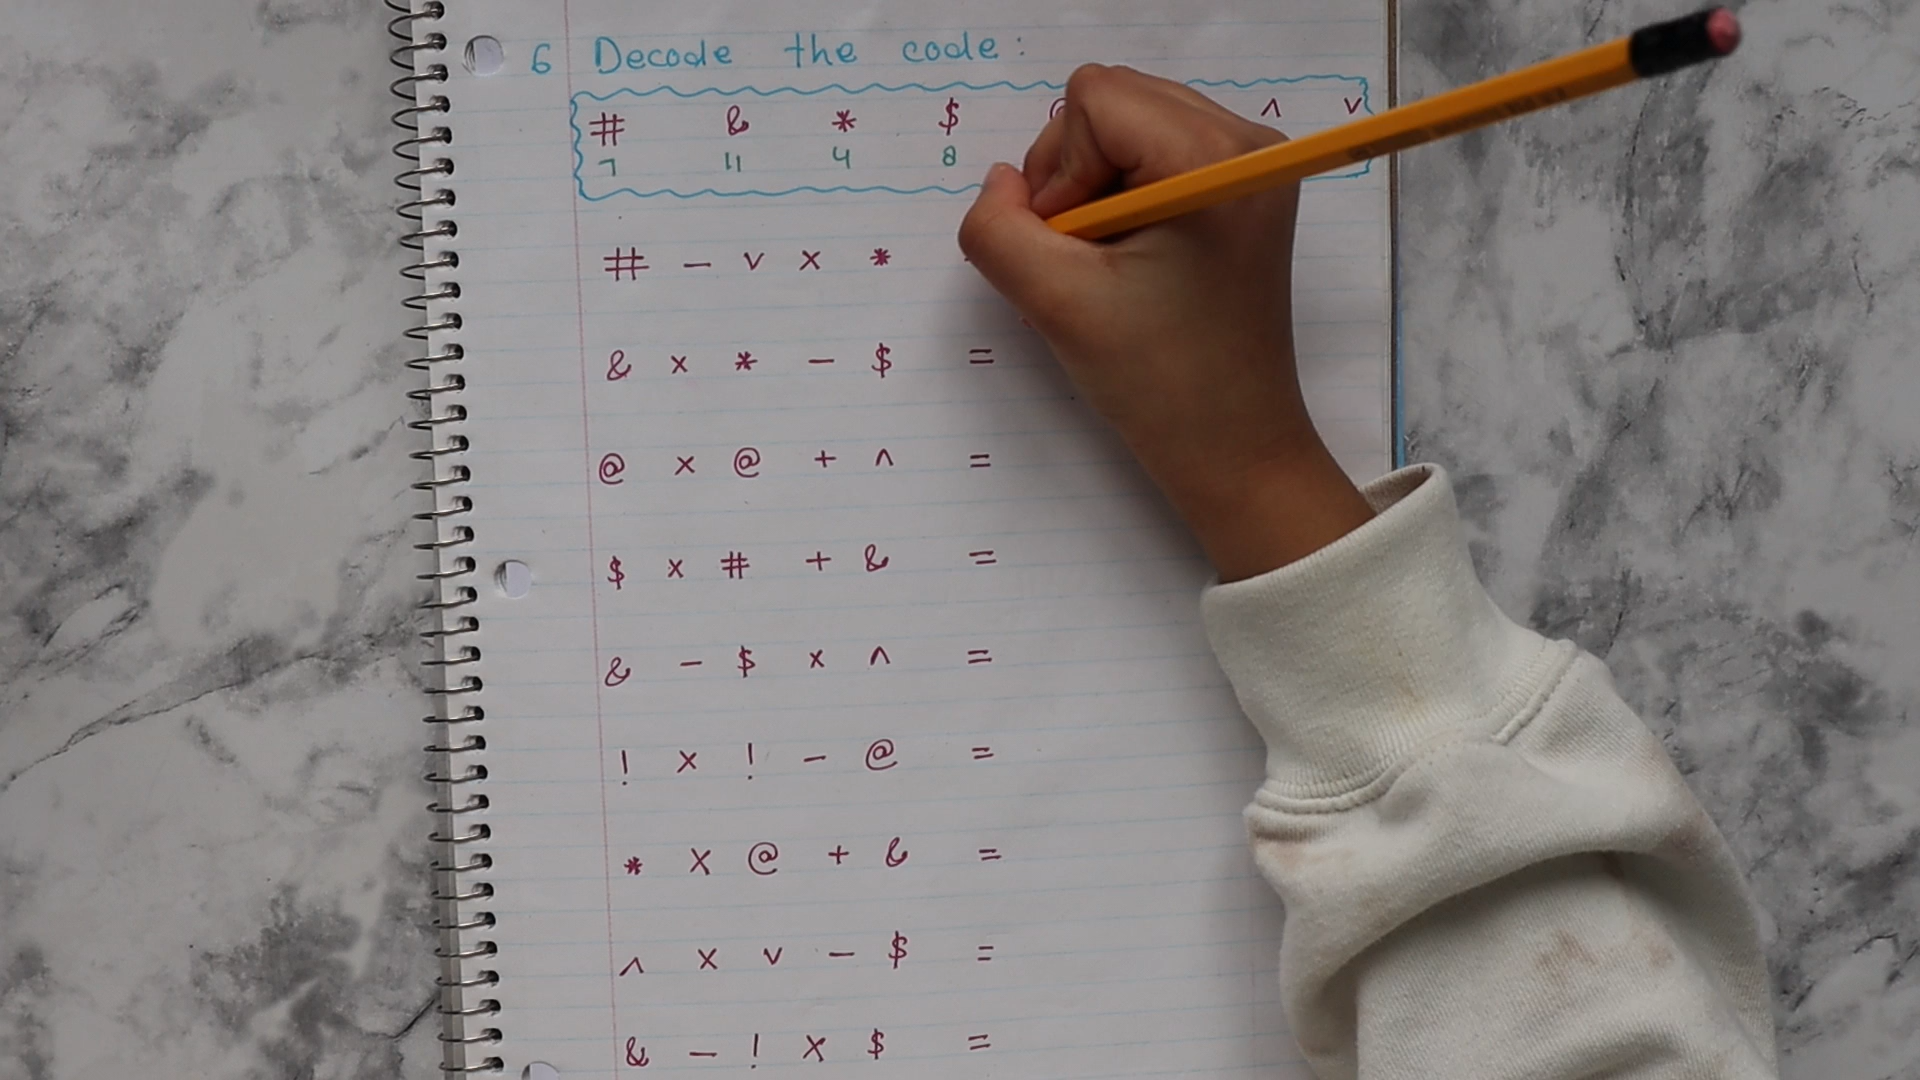 6 Decode the code:
# & * $ @ ^ v
7 11 4 8
# - v x *
& x * - $ =
@ x @ + ^ =
$ x # + & =
& - $ x ^ =
! x ! - @ =
* x @ + & =
^ x v - $ =
& - ! x $ =